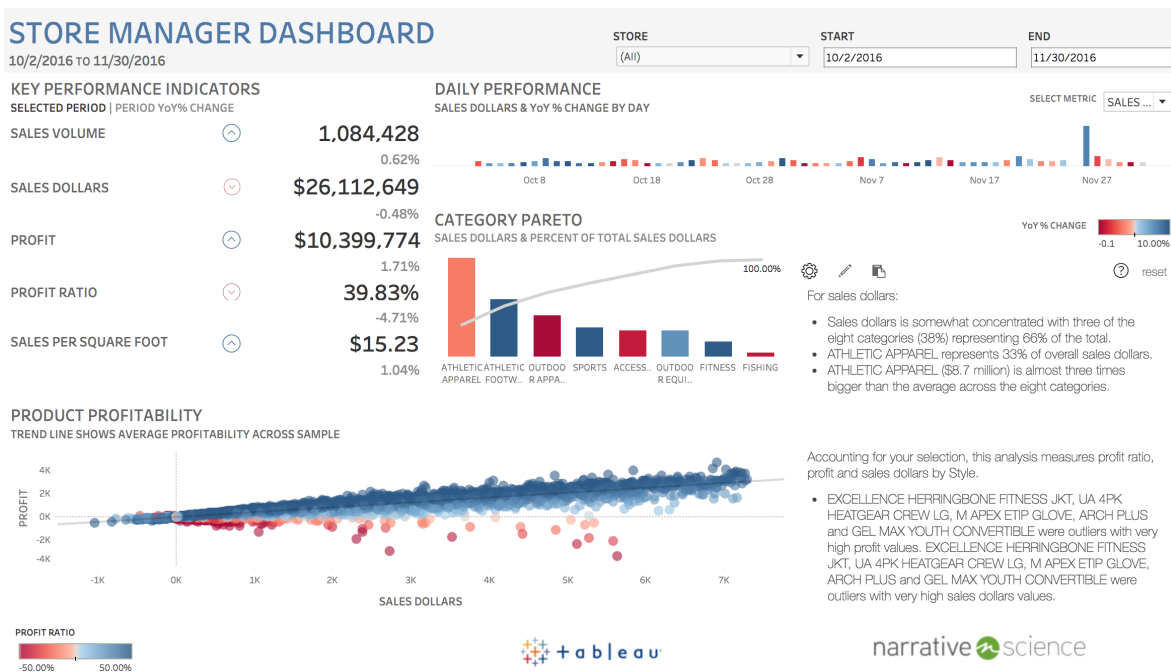 STORE MANAGER DASHBOARD
10/2/2016 TO 11/30/2016
STORE
(All)
START
10/2/2016
END
11/30/2016
KEY PERFORMANCE INDICATORS
SELECTED PERIOD | PERIOD YoY% CHANGE
SALES VOLUME
1,084,428
0.62%
SALES DOLLARS
$26,112,649
-0.48%
PROFIT
$10,399,774
1.71%
PROFIT RATIO
39.83%
-4.71%
SALES PER SQUARE FOOT
$15.23
1.04%
DAILY PERFORMANCE
SALES DOLLARS & YoY % CHANGE BY DAY
SELECT METRIC
SALES ...
Oct 8
Oct 18
Oct 28
Nov 7
Nov 17
Nov 27
CATEGORY PARETO
SALES DOLLARS & PERCENT OF TOTAL SALES DOLLARS
YoY % CHANGE
-0.1
10.00%
100.00%
ATHLETIC
APPAREL
ATHLETIC
FOOTW..
OUTDOO
R APPA..
SPORTS
ACCESS..
OUTDOO
R EQUI..
FITNESS
FISHING
?
reset
For sales dollars:
• Sales dollars is somewhat concentrated with three of the
eight categories (38%) representing 66% of the total.
• ATHLETIC APPAREL represents 33% of overall sales dollars.
• ATHLETIC APPAREL ($8.7 million) is almost three times
bigger than the average across the eight categories.
PRODUCT PROFITABILITY
TREND LINE SHOWS AVERAGE PROFITABILITY ACROSS SAMPLE
PROFIT
4K
2K
0K
-2K
-4K
-1K
0K
1K
2K
3K
4K
5K
6K
7K
SALES DOLLARS
Accounting for your selection, this analysis measures profit ratio,
profit and sales dollars by Style.
• EXCELLENCE HERRINGBONE FITNESS JKT, UA 4PK
HEATGEAR CREW LG, M APEX ETIP GLOVE, ARCH PLUS
and GEL MAX YOUTH CONVERTIBLE were outliers with very
high profit values. EXCELLENCE HERRINGBONE FITNESS
JKT, UA 4PK HEATGEAR CREW LG, M APEX ETIP GLOVE,
ARCH PLUS and GEL MAX YOUTH CONVERTIBLE were
outliers with very high sales dollars values.
PROFIT RATIO
-50.00%
50.00%
tableau
narrative science